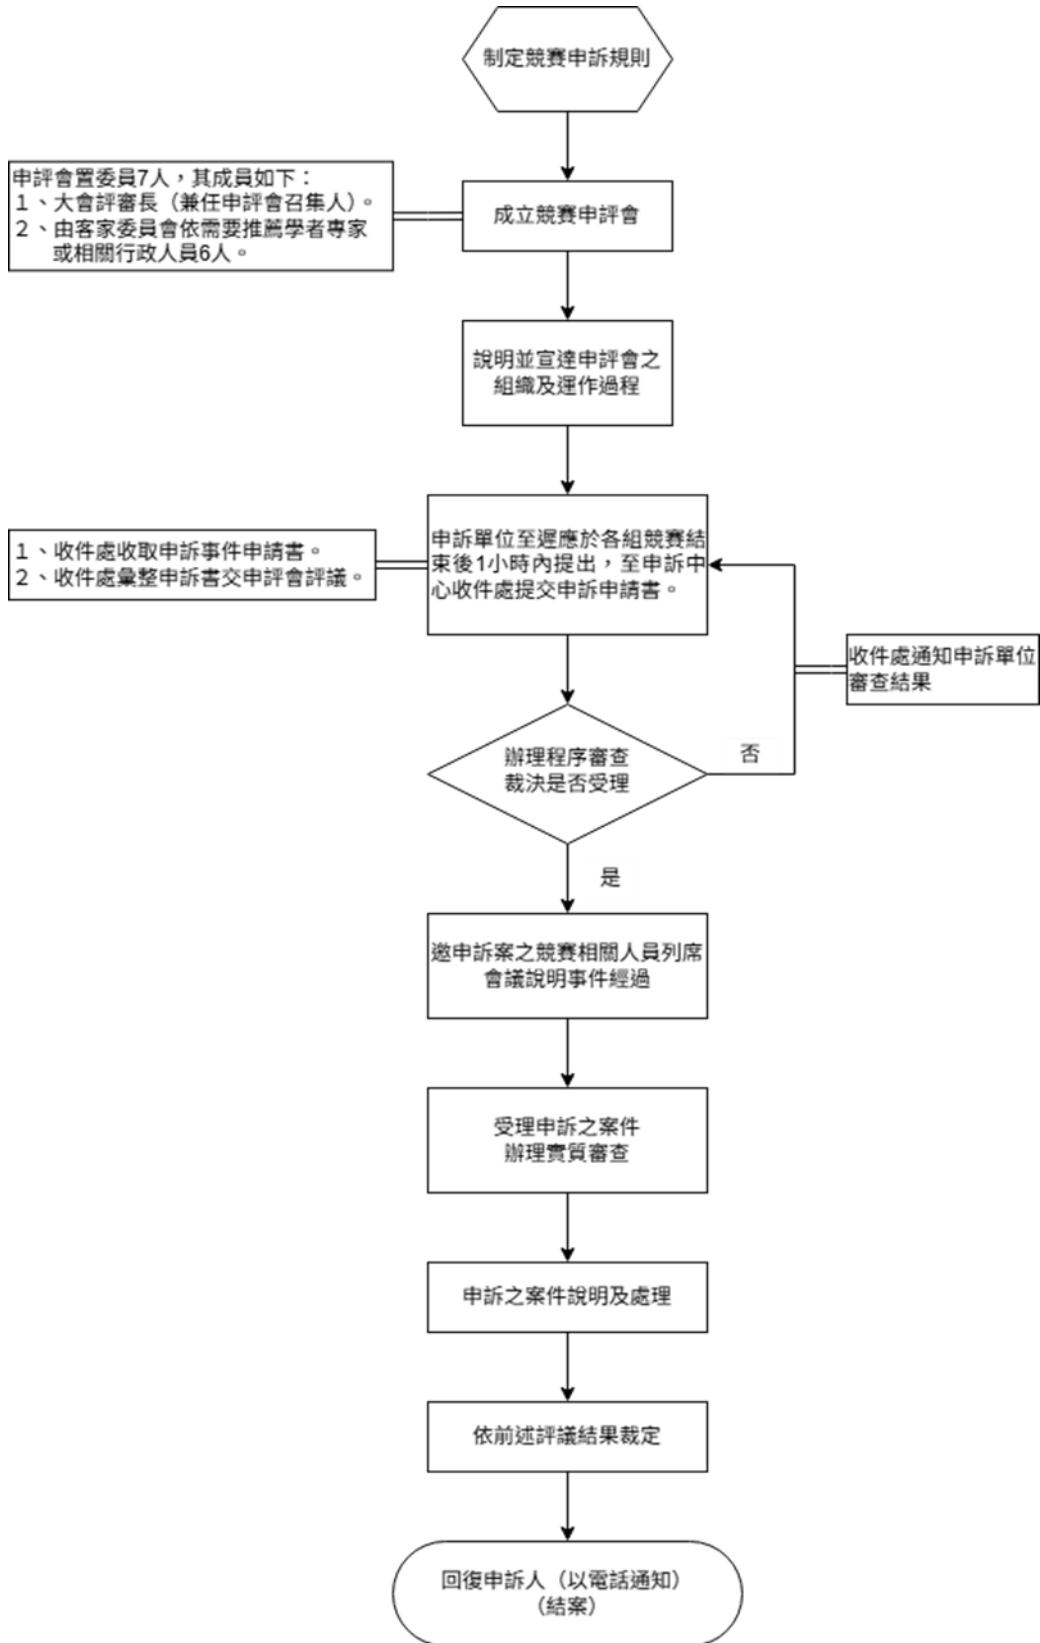 制定競賽申訴規則
申評會置委員7人，其成員如下：
１、大會評審長（兼任申評會召集人）。
２、由客家委員會依需要推薦學者專家
或相關行政人員6人。
成立競賽申評會
說明並宣達申評會之
組織及運作過程
１、收件處收取申訴事件申請書。
２、收件處彙整申訴書交申評會評議。
申訴單位至遲應於各組競賽結
束後1小時內提出，至申訴中
心收件處提交申訴申請書。
收件處通知申訴單位
審查結果
辦理程序審查
裁決是否受理
否
是
邀申訴案之競賽相關人員列席
會議說明事件經過
受理申訴之案件
辦理實質審查
申訴之案件說明及處理
依前述評議結果裁定
回復申訴人（以電話通知）
（結案）